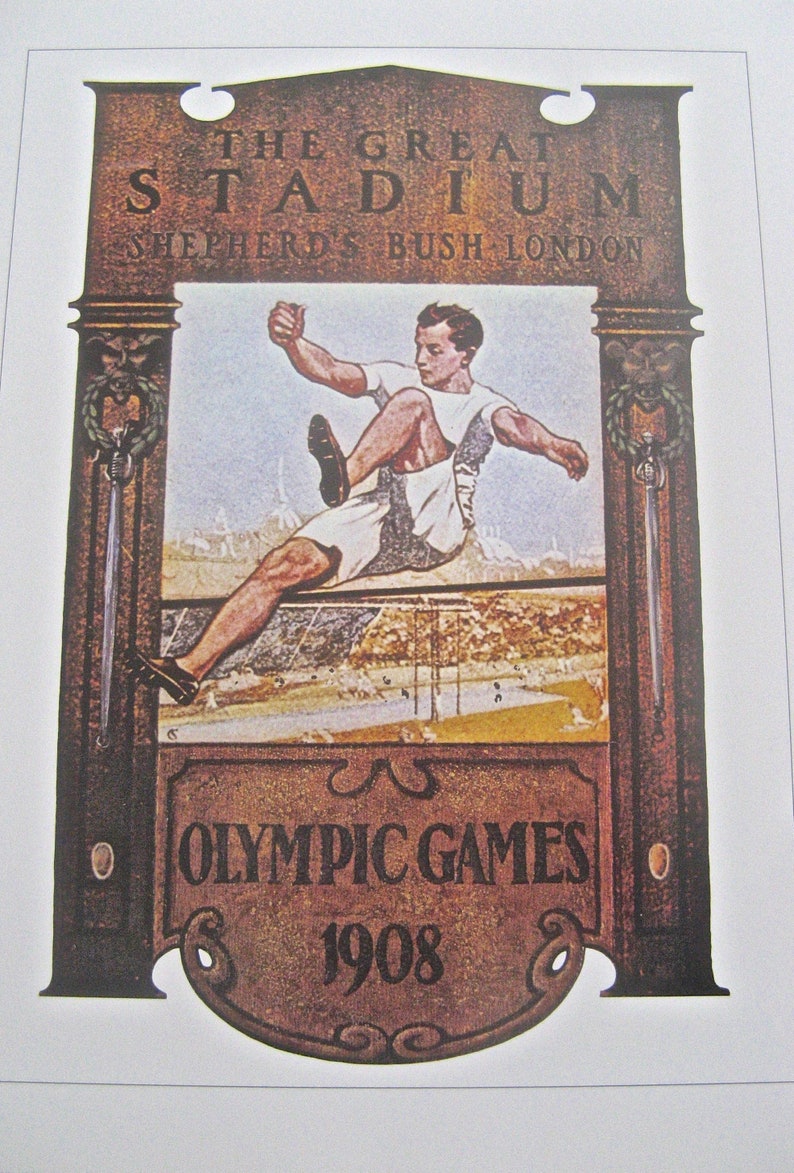 THE GREAT
STADIUM
SHEPHERD'S BUSH·LONDON
OLYMPIC GAMES
1908